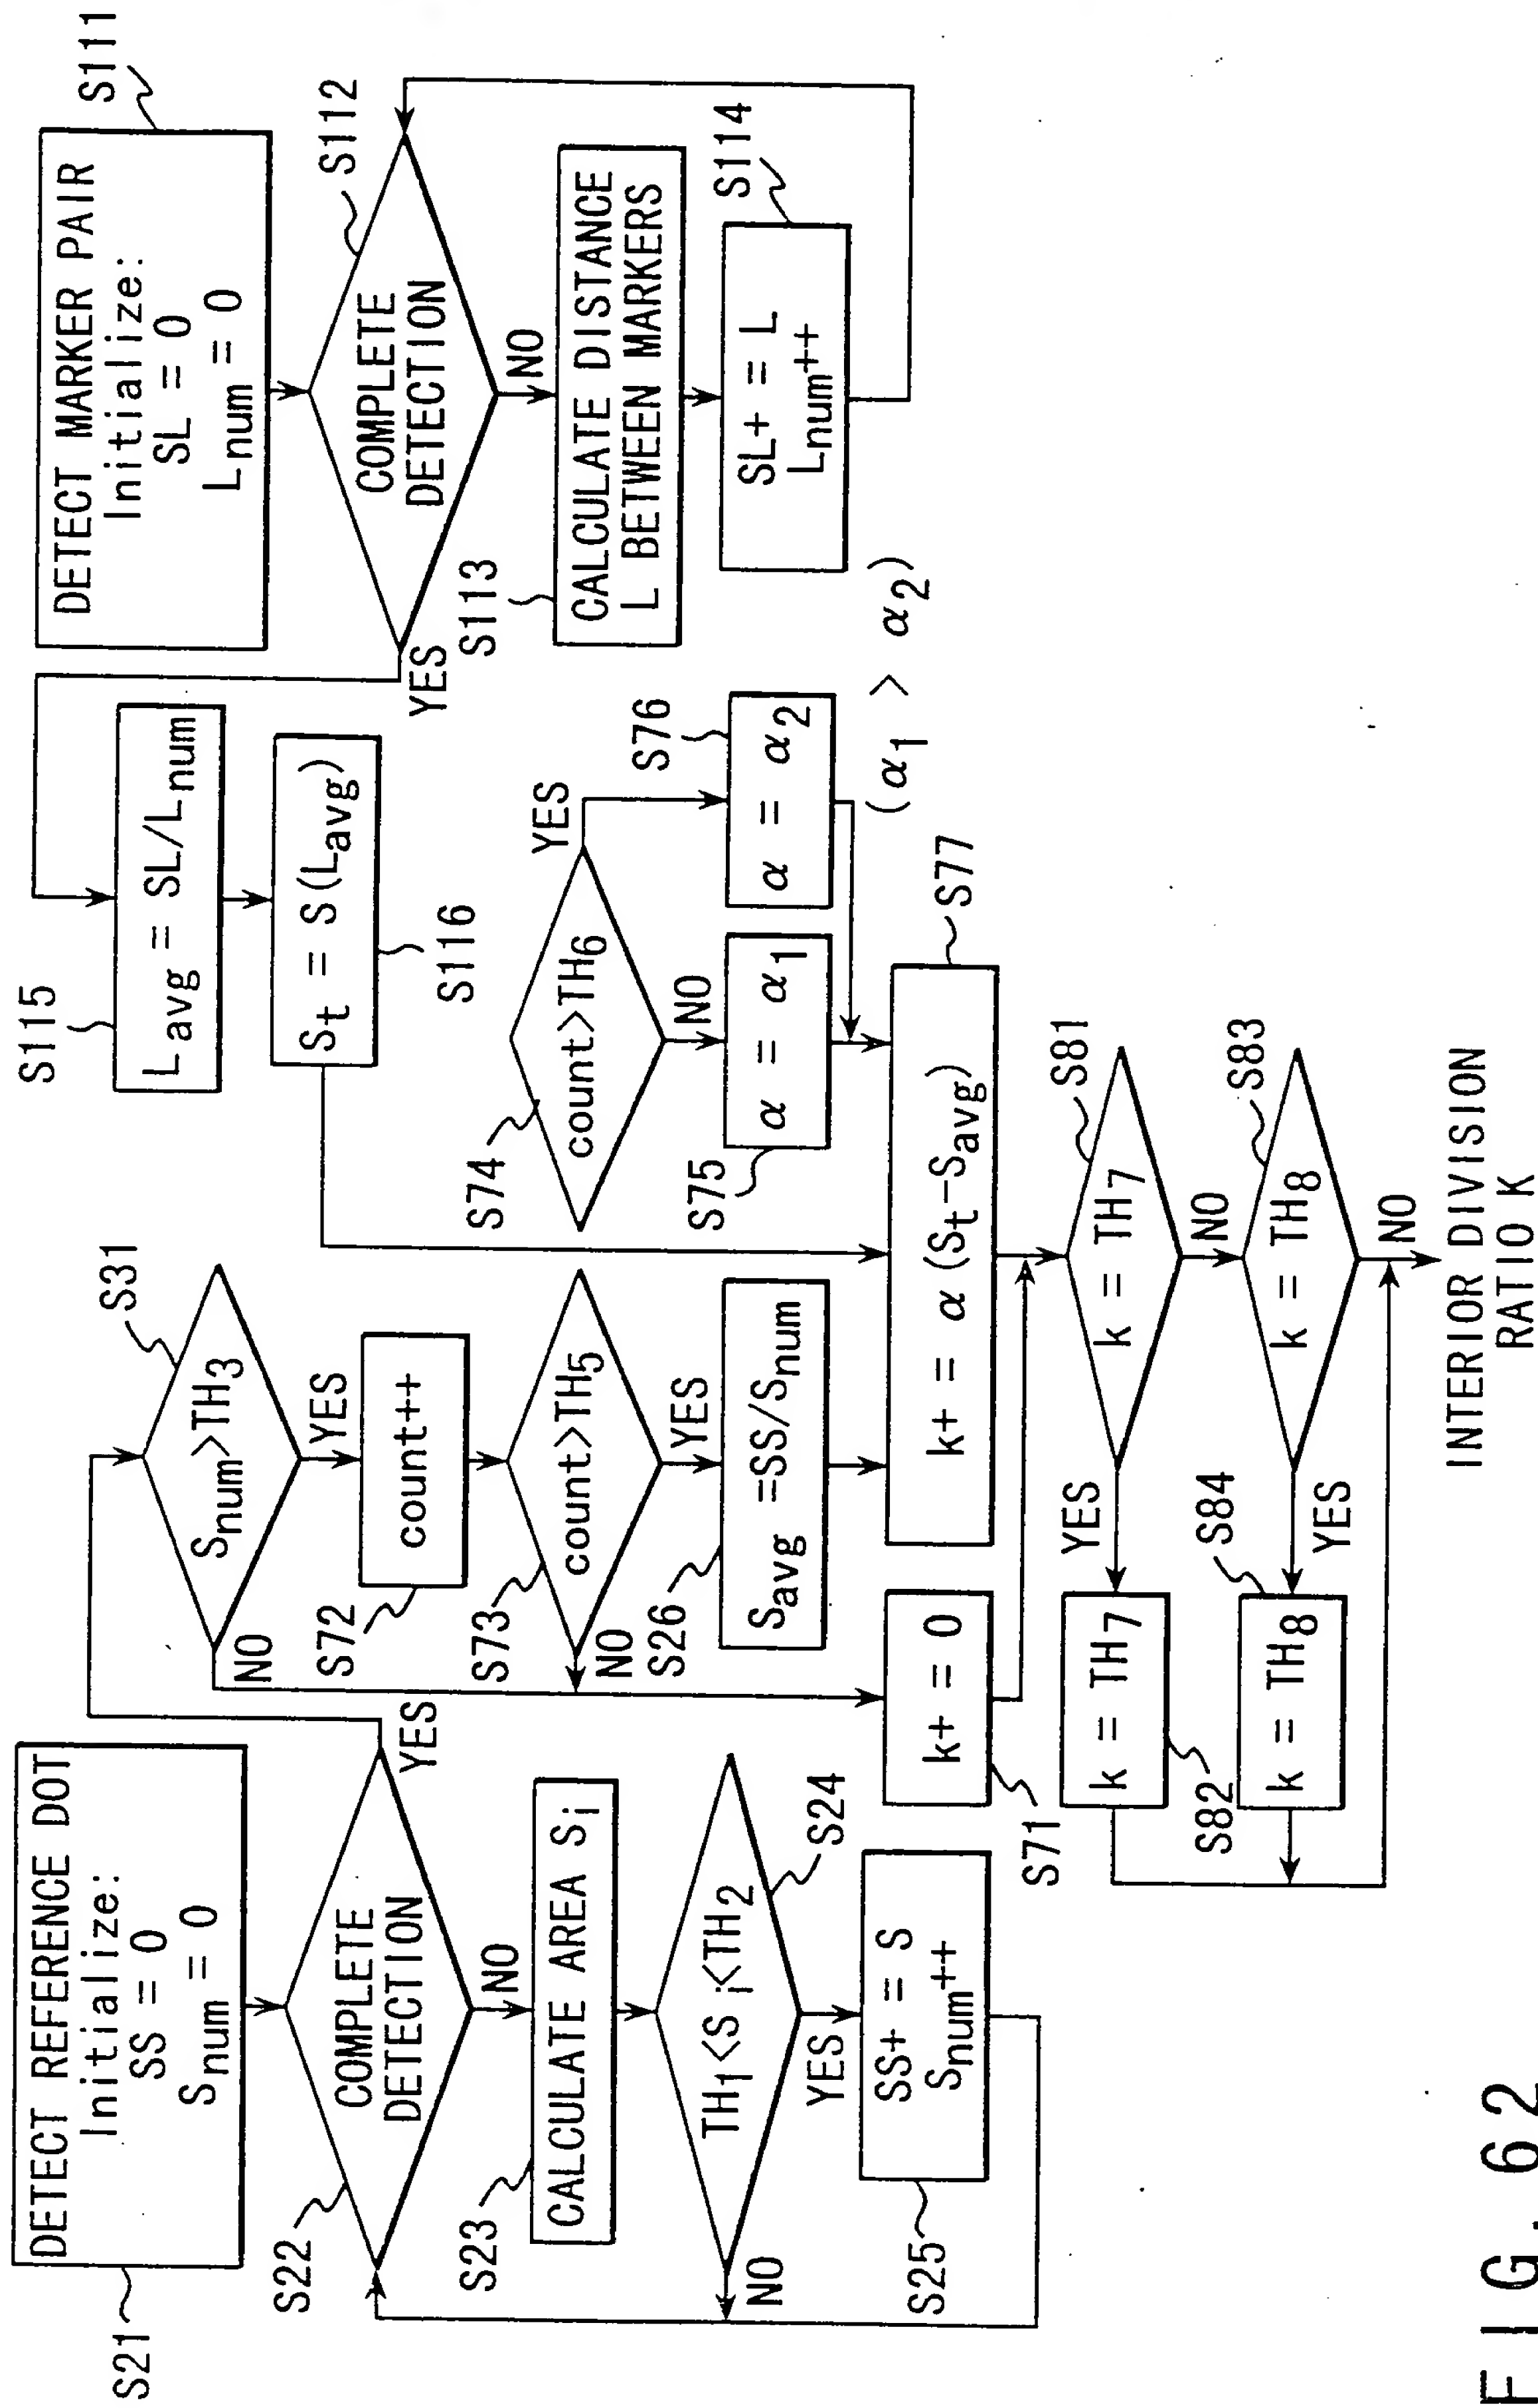 S21
DETECT REFERENCE DOT
Initialize:
SS = 0
Snum = 0
S22
COMPLETE
DETECTION
YES
NO
S23
CALCULATE AREA Si
TH1<Si<TH2
S24
NO
YES
S25
SS+ = S
Snum++
S31
Snum>TH3
NO
YES
S72
count++
S73
count>TH5
NO
YES
S26
Savg =SS/Snum
S71
k+ = 0
S115
Lavg = SL/Lnum
St = S(Lavg)
S116
S74
count>TH6
YES
NO
S75
α = α1
S76
α = α2
(α1 > α2)
S77
k+ = α(St-Savg)
S81
k = TH7
YES
NO
S82
k = TH7
S83
k = TH8
YES
NO
S84
k = TH8
INTERIOR DIVISION
RATIO K
S111
DETECT MARKER PAIR
Initialize:
SL = 0
Lnum = 0
S112
COMPLETE
DETECTION
YES
NO
S113
CALCULATE DISTANCE
L BETWEEN MARKERS
S114
SL+ = L
Lnum++
FIG. 62